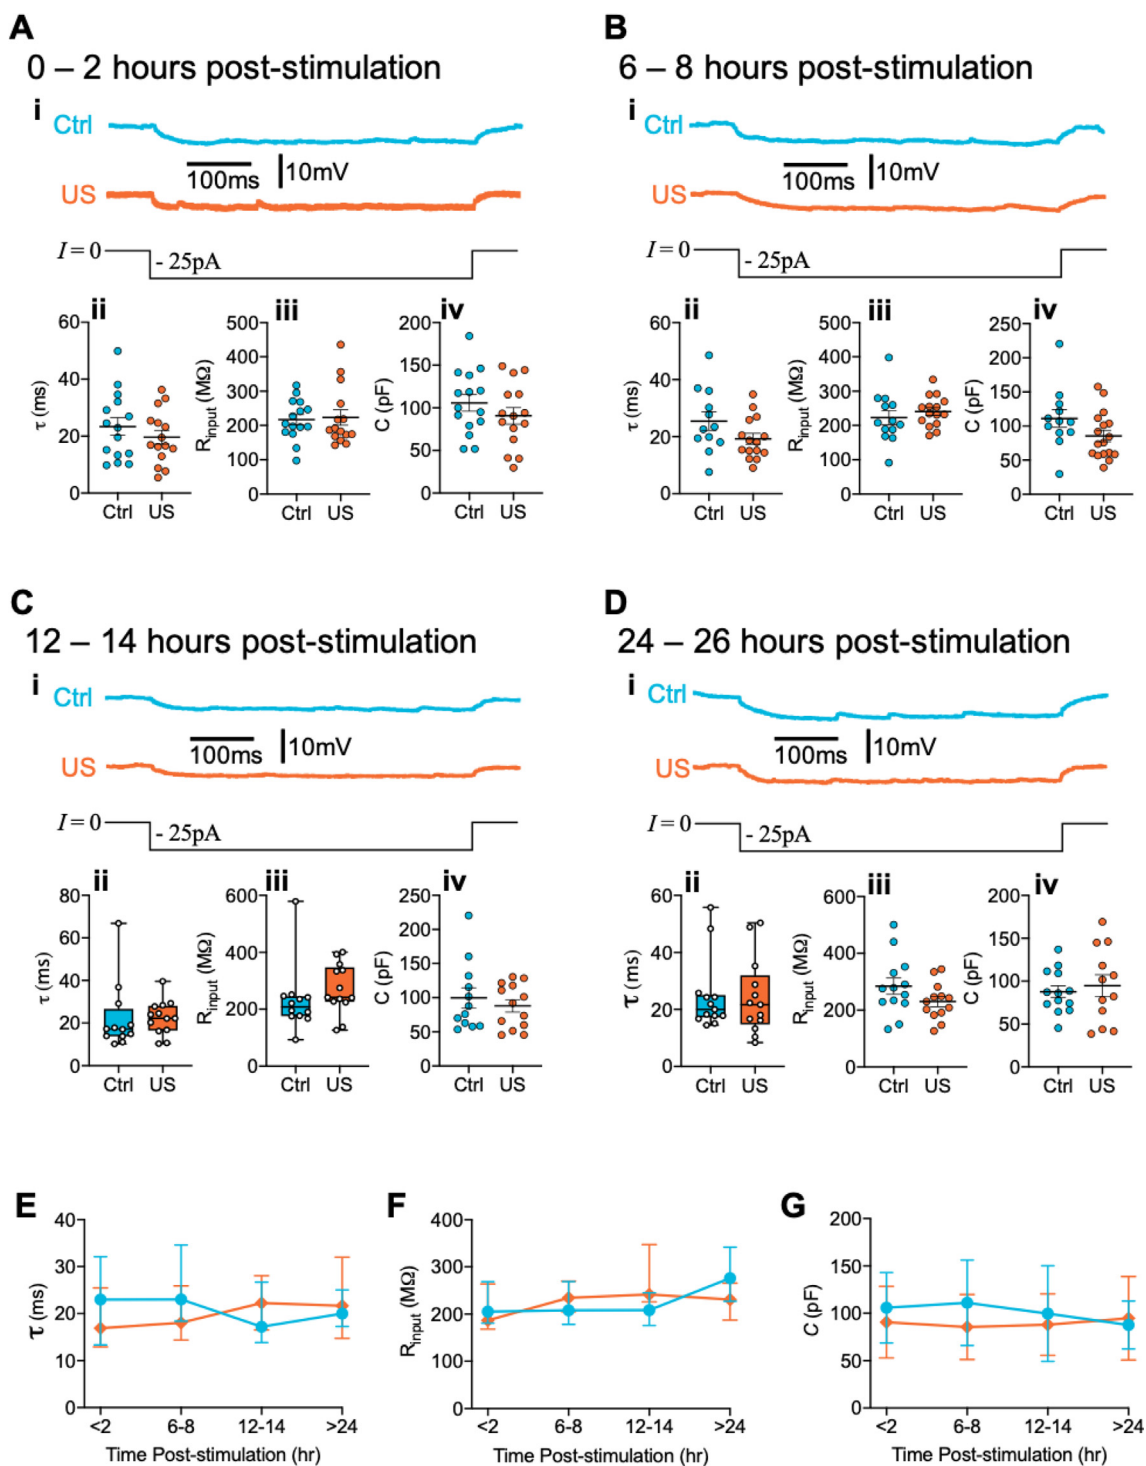 A
0 – 2 hours post-stimulation
i
Ctrl
100ms
10mV
US
I = 0
- 25pA
ii
iii
iv
60
40
20
0
τ (ms)
Ctrl US
500
400
300
200
100
0
Rinput (MΩ)
Ctrl US
200
150
100
50
0
C (pF)
Ctrl US
B
6 – 8 hours post-stimulation
i
Ctrl
100ms
10mV
US
I = 0
- 25pA
ii
iii
iv
60
40
20
0
τ (ms)
Ctrl US
500
400
300
200
100
0
Rinput (MΩ)
Ctrl US
250
200
150
100
50
0
C (pF)
Ctrl US
C
12 – 14 hours post-stimulation
i
Ctrl
100ms
10mV
US
I = 0
- 25pA
ii
iii
iv
80
60
40
20
0
τ (ms)
Ctrl US
600
400
200
0
Rinput (MΩ)
Ctrl US
250
200
150
100
50
0
C (pF)
Ctrl US
D
24 – 26 hours post-stimulation
i
Ctrl
100ms
10mV
US
I = 0
- 25pA
ii
iii
iv
60
40
20
0
τ (ms)
Ctrl US
600
400
200
0
Rinput (MΩ)
Ctrl US
200
150
100
50
0
C (pF)
Ctrl US
E
40
30
20
10
0
τ (ms)
<2 6-8 12-14 >24
Time Post-stimulation (hr)
F
400
300
200
100
0
Rinput (MΩ)
<2 6-8 12-14 >24
Time Post-stimulation (hr)
G
200
150
100
50
0
C (pF)
<2 6-8 12-14 >24
Time Post-stimulation (hr)